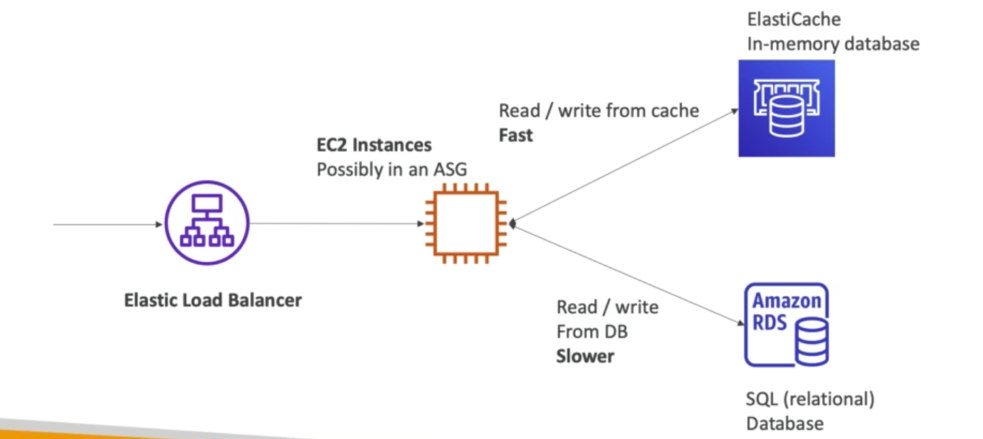 ElastiCache
In-memory database
Read / write from cache
Fast
EC2 Instances
Possibly in an ASG
Elastic Load Balancer
Read / write
From DB
Slower
Amazon
RDS
SQL (relational)
Database